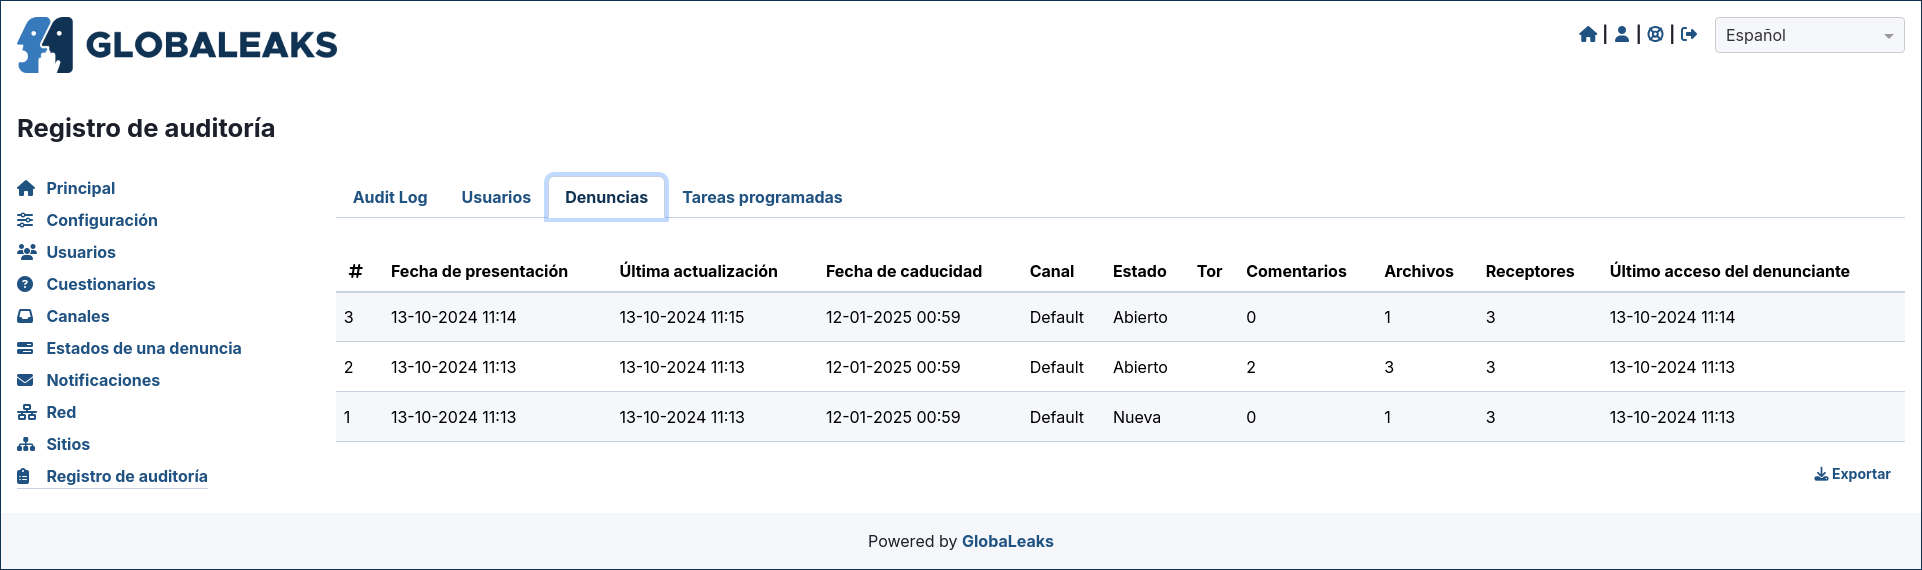 GLOBALEAKS
| | |
Español
Registro de auditoría
Principal
Configuración
Usuarios
Cuestionarios
Canales
Estados de una denuncia
Notificaciones
Red
Sitios
Registro de auditoría
Audit Log Usuarios Denuncias Tareas programadas
# Fecha de presentación Última actualización Fecha de caducidad Canal Estado Tor Comentarios Archivos Receptores Último acceso del denunciante
3 13-10-2024 11:14 13-10-2024 11:15 12-01-2025 00:59 Default Abierto 0 1 3 13-10-2024 11:14
2 13-10-2024 11:13 13-10-2024 11:13 12-01-2025 00:59 Default Abierto 2 3 3 13-10-2024 11:13
1 13-10-2024 11:13 13-10-2024 11:13 12-01-2025 00:59 Default Nueva 0 1 3 13-10-2024 11:13
Exportar
Powered by GlobaLeaks